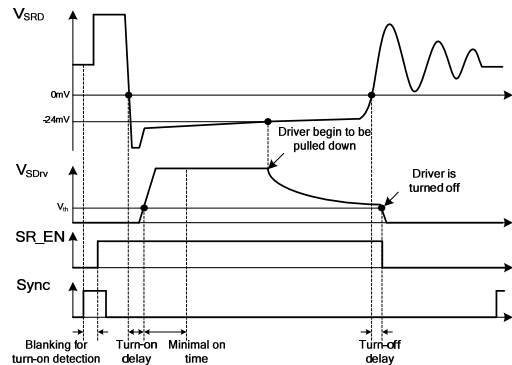 VSRD
0mV
-24mV
Driver begin to be
pulled down
VSDrv
Driver is
turned off
Vth
SR_EN
Sync
Blanking for
turn-on detection
Turn-on
delay
Minimal on
time
Turn-off
delay